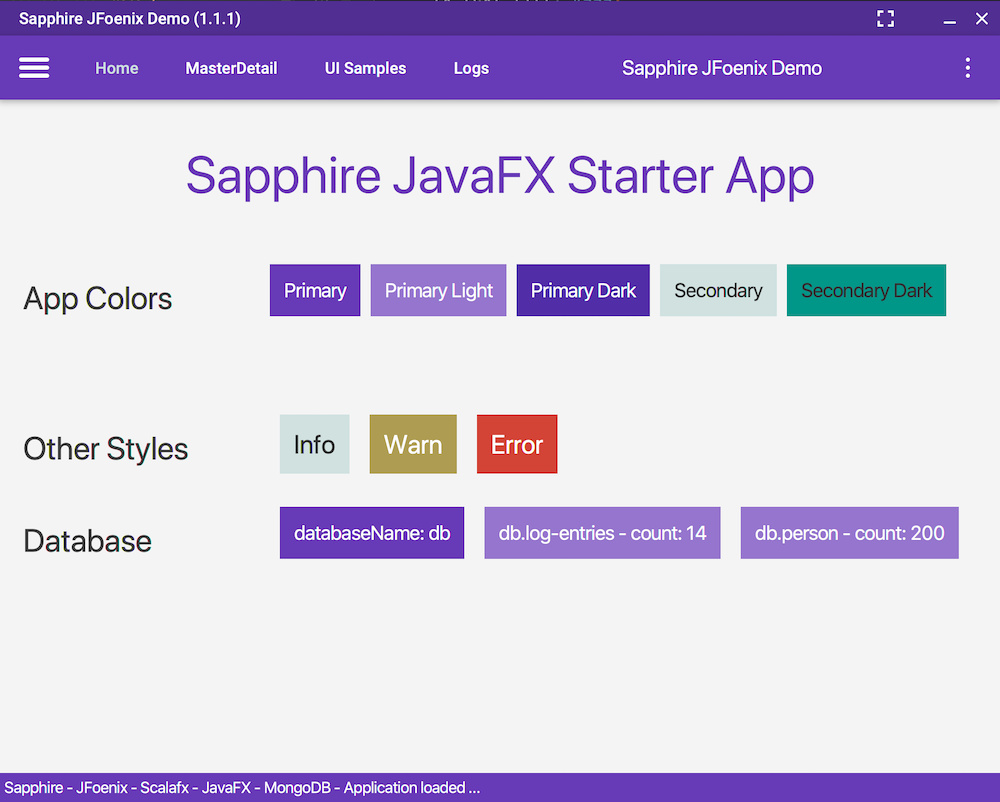 Sapphire JFoenix Demo (1.1.1)
Home MasterDetail UI Samples Logs Sapphire JFoenix Demo
Sapphire JavaFX Starter App
App Colors Primary Primary Light Primary Dark Secondary Secondary Dark
Other Styles Info Warn Error
Database databaseName: db db.log-entries - count: 14 db.person - count: 200
Sapphire - JFoenix - Scalafx - JavaFX - MongoDB - Application loaded ...